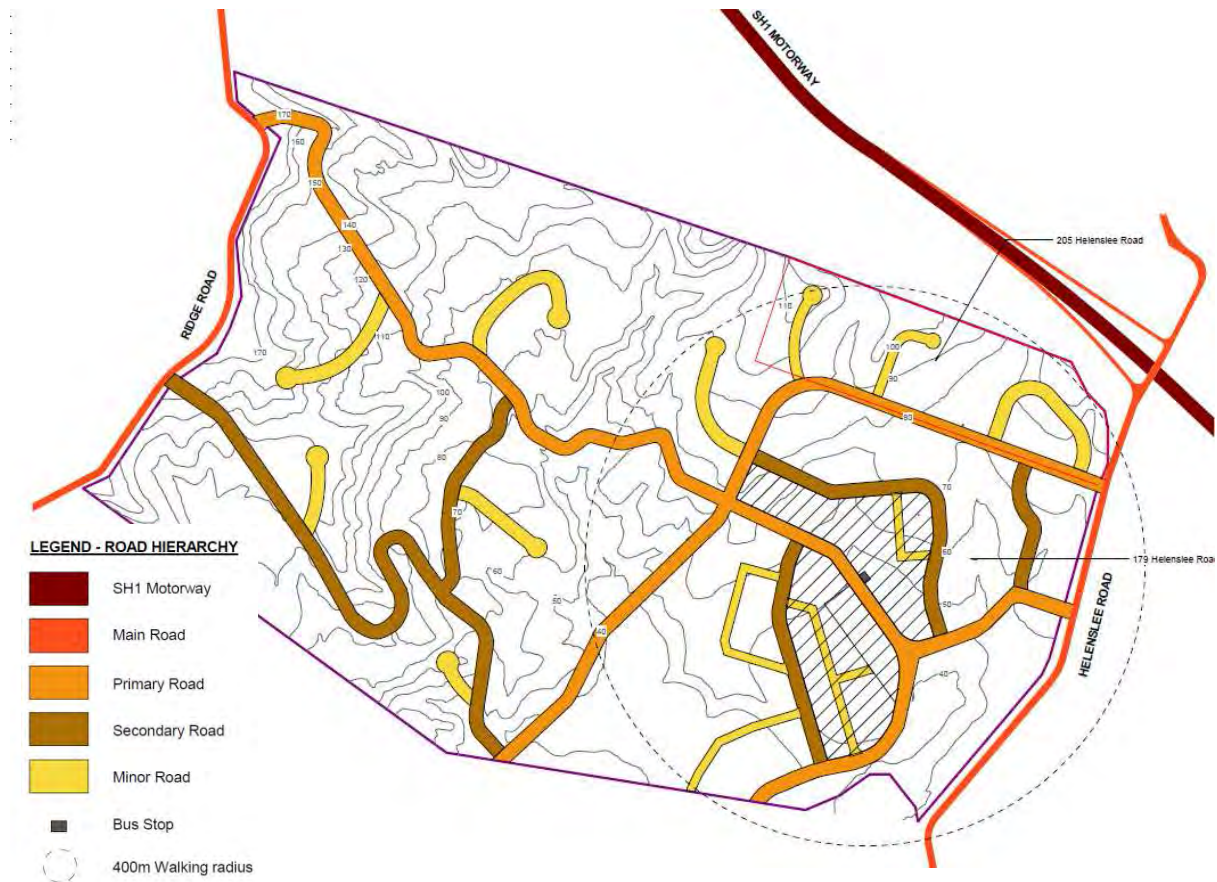 SH1 MOTORWAY
170
160
150
140
205 Helenslee Road
130
120
RIDGE ROAD
110
110
170
100
100
90
90
80
80
70
70
60
179 Helenslee Road
60
50
50
HELENSLEE ROAD
40
40
LEGEND - ROAD HIERARCHY
SH1 Motorway
Main Road
Primary Road
Secondary Road
Minor Road
Bus Stop
400m Walking radius